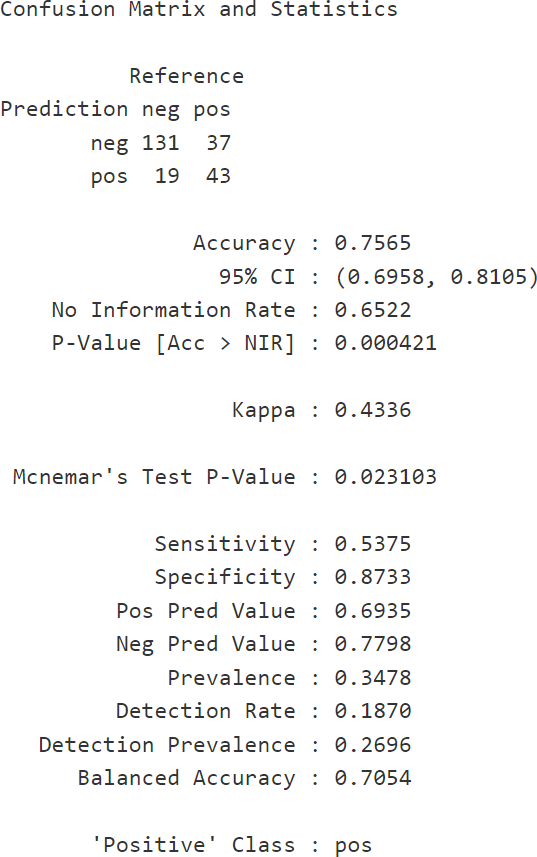 Confusion Matrix and Statistics
Reference
Prediction neg pos
neg 131 37
pos 19 43
Accuracy : 0.7565
95% CI : (0.6958, 0.8105)
No Information Rate : 0.6522
P-Value [Acc > NIR] : 0.000421
Kappa : 0.4336
Mcnemar's Test P-Value : 0.023103
Sensitivity : 0.5375
Specificity : 0.8733
Pos Pred Value : 0.6935
Neg Pred Value : 0.7798
Prevalence : 0.3478
Detection Rate : 0.1870
Detection Prevalence : 0.2696
Balanced Accuracy : 0.7054
'Positive' Class : pos